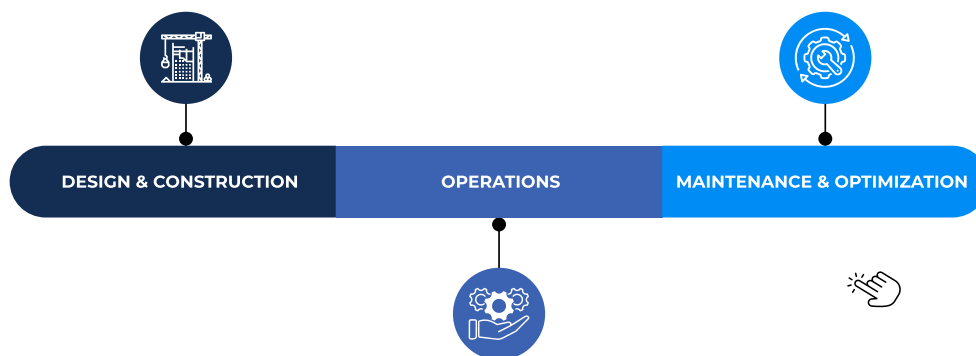 DESIGN & CONSTRUCTION
OPERATIONS
MAINTENANCE & OPTIMIZATION